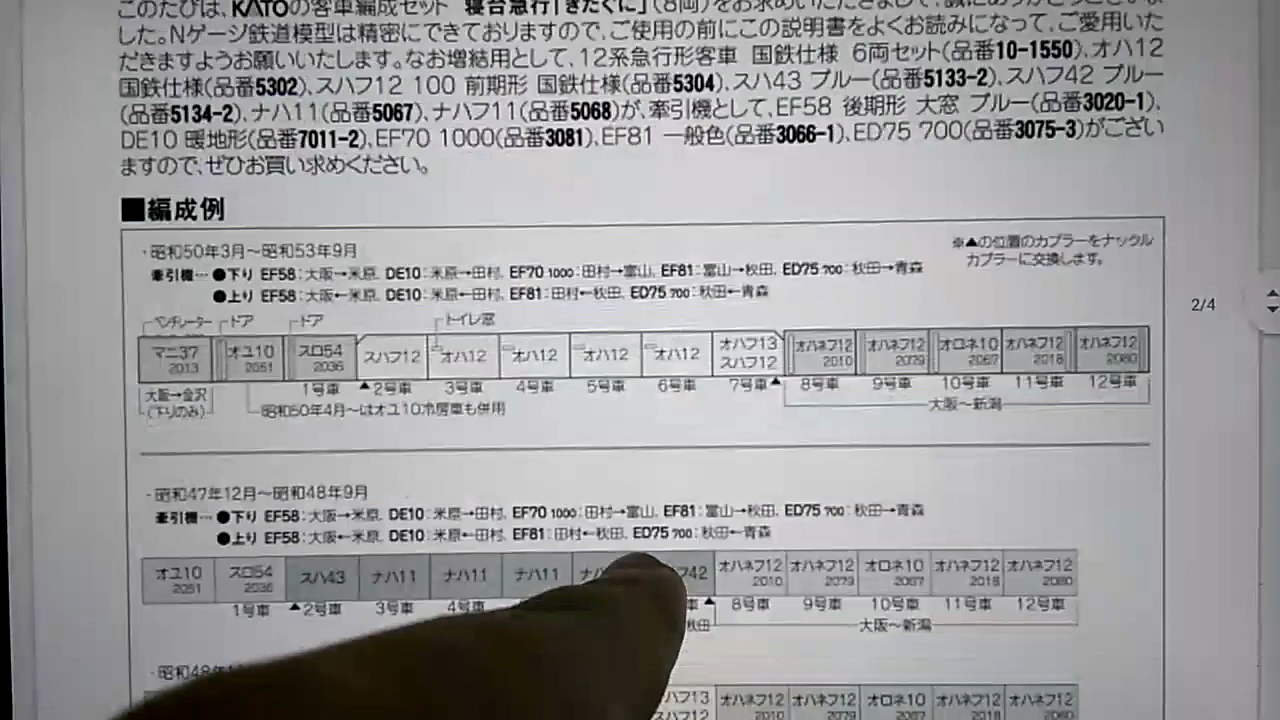 このたびは、KATOの客車編成セット 寝台急行「きたぐに」(8両)をお求めいただきまして、誠にありがとうございま
した。Nゲージ鉄道模型は精密にできておりますので、ご使用の前にこの説明書をよくお読みになって、ご愛用いた
だきますようお願いいたします。なお増結用として、12系急行形客車 国鉄仕様 6両セット(品番10-1550)、オハ12
国鉄仕様(品番5302)、スハフ12 100 前期形 国鉄仕様(品番5304)、スハ43 ブルー(品番5133-2)、スハフ42 ブルー
(品番5134-2)、ナハ11(品番5067)、ナハフ11(品番5068)が、牽引機として、EF58 後期形 大窓 ブルー(品番3020-1)、
DE10 暖地形(品番7011-2)、EF70 1000(品番3081)、EF81 一般色(品番3066-1)、ED75 700(品番3075-3)がござい
ますので、ぜひお買い求めください。
■編成例
・昭和50年3月～昭和53年9月
※▲の位置のカプラーをナックル
カプラーに交換します。
牽引機…●下り EF58:大阪→米原、DE10:米原→田村、EF70 1000:田村→富山、EF81:富山→秋田、ED75 700:秋田→青森
●上り EF58:大阪←米原、DE10:米原←田村、EF81:田村←秋田、ED75 700:秋田←青森
2/4
ベンチレーター ドア ドア トイレ窓
マニ37 オユ10 スロ54 スハフ12 オハ12 オハ12 オハ12 オハ12 オハフ13 オハネフ12 オハネフ12 オロネ10 オハネフ12 オハネフ12
2013 2051 2036 スハフ12 2010 2079 2067 2018 2080
1号車 ▲2号車 3号車 4号車 5号車 6号車 7号車▲ 8号車 9号車 10号車 11号車 12号車
大阪→金沢
(下りのみ)
昭和50年4月～はオユ10冷房車も併用
大阪～新潟
・昭和47年12月～昭和48年9月
牽引機…●下り EF58:大阪→米原、DE10:米原→田村、EF70 1000:田村→富山、EF81:富山→秋田、ED75 700:秋田→青森
●上り EF58:大阪←米原、DE10:米原←田村、EF81:田村←秋田、ED75 700:秋田←青森
オユ10 スロ54 スハ43 ナハ11 ナハ11 ナハ11 42 オハネフ12 オハネフ12 オロネ10 オハネフ12 オハネフ12
2051 2036 2010 2079 2067 2018 2080
1号車 ▲2号車 3号車 4号車 車▲ 8号車 9号車 10号車 11号車 12号車
秋田 大阪～新潟
・昭和48年
ハフ13 オハネフ12 オハネフ12 オロネ10 オハネフ12 オハネフ12
スハフ12 2010 2079 2067 2018 2080